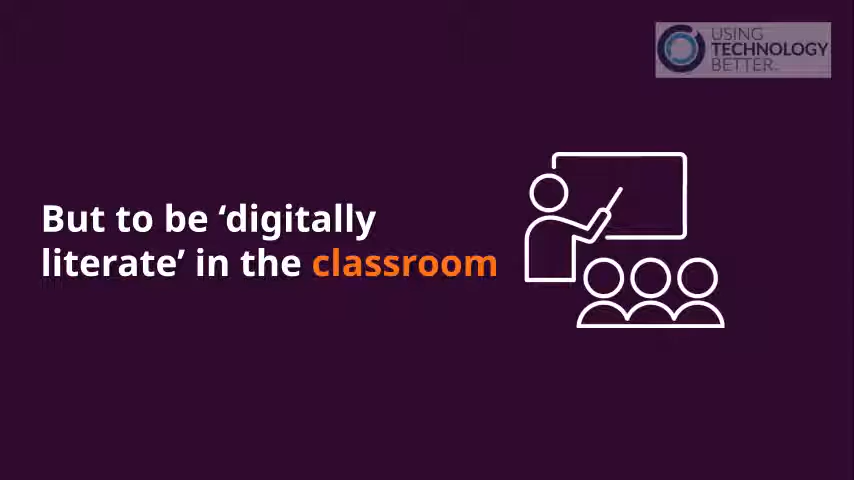 USING
TECHNOLOGY
BETTER.
But to be ‘digitally
literate’ in the classroom